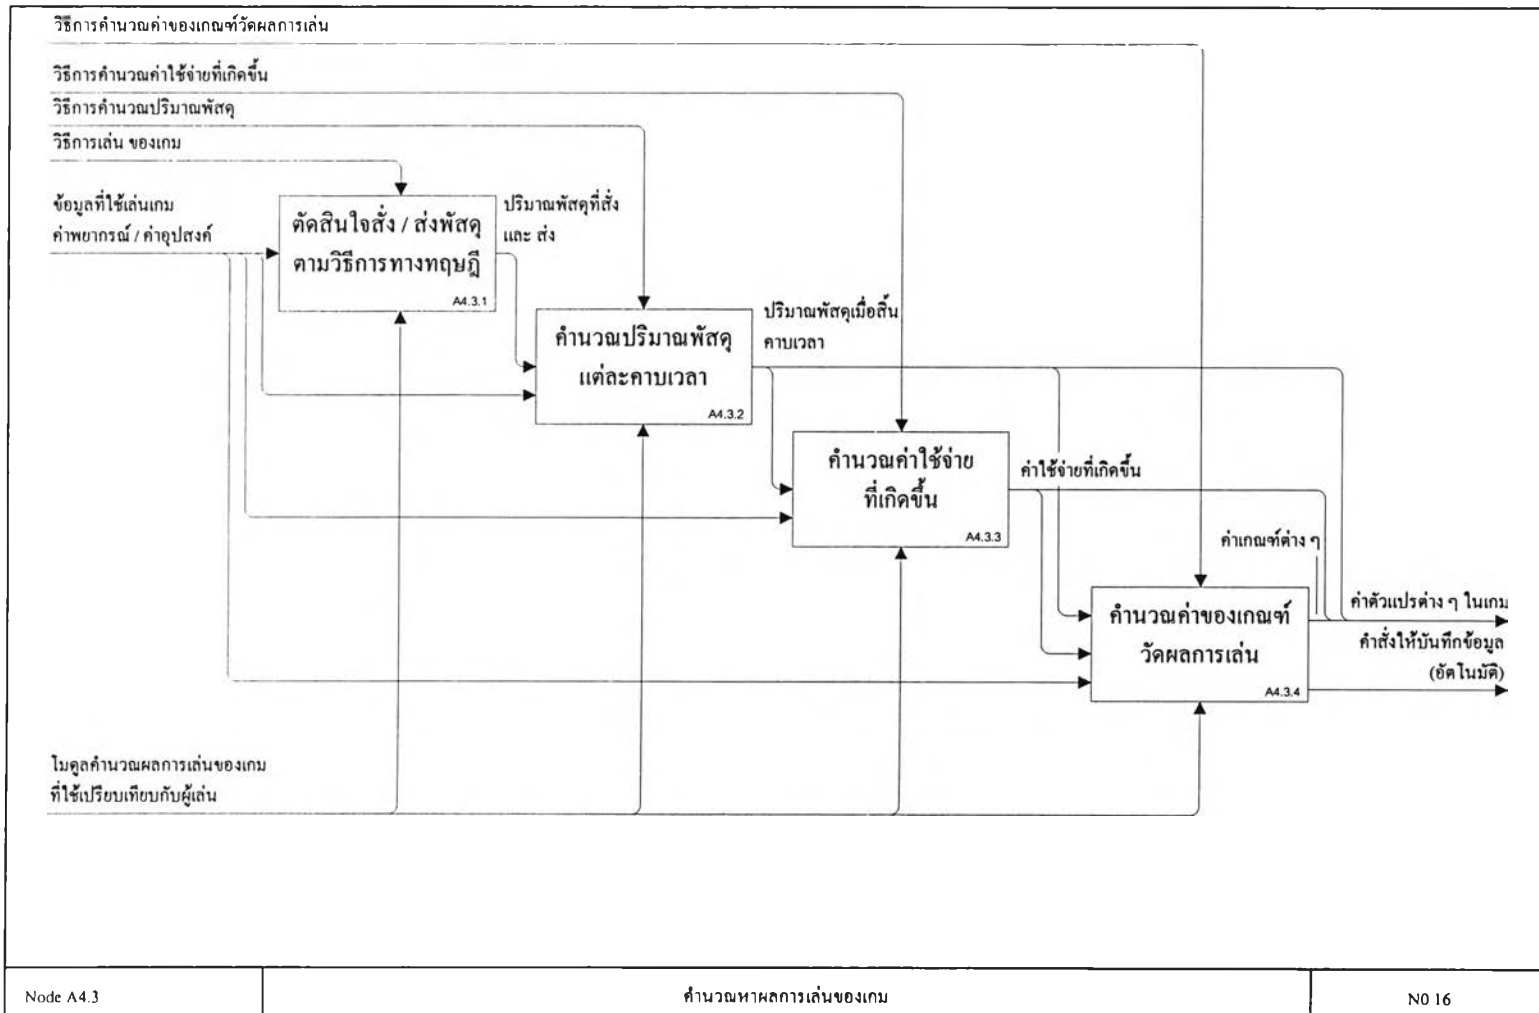 วิธีการคำนวณค่าของเกณฑ์วัดผลการเล่น
วิธีการคำนวณค่าใช้จ่ายที่เกิดขึ้น
วิธีการคำนวณปริมาณพัสดุ
วิธีการเล่น ของเกม
ข้อมูลที่ใช้เล่นเกม
ค่าพยากรณ์ / ค่าอุปสงค์
ตัดสินใจสั่ง / ส่งพัสดุ
ตามวิธีการทางทฤษฎี
A4.3.1
ปริมาณพัสดุที่สั่ง
และ ส่ง
คำนวณปริมาณพัสดุ
แต่ละคาบเวลา
A4.3.2
ปริมาณพัสดุเมื่อสิ้น
คาบเวลา
คำนวณค่าใช้จ่าย
ที่เกิดขึ้น
A4.3.3
ค่าใช้จ่ายที่เกิดขึ้น
ค่าเกณฑ์ต่าง ๆ
คำนวณค่าของเกณฑ์
วัดผลการเล่น
A4.3.4
ค่าตัวแปรต่าง ๆ ในเกม
คำสั่งให้บันทึกข้อมูล
(อัตโนมัติ)
โมดูลคำนวณผลการเล่นของเกม
ที่ใช้เปรียบเทียบกับผู้เล่น
Node A4.3
คำนวณหาผลการเล่นของเกม
N0 16